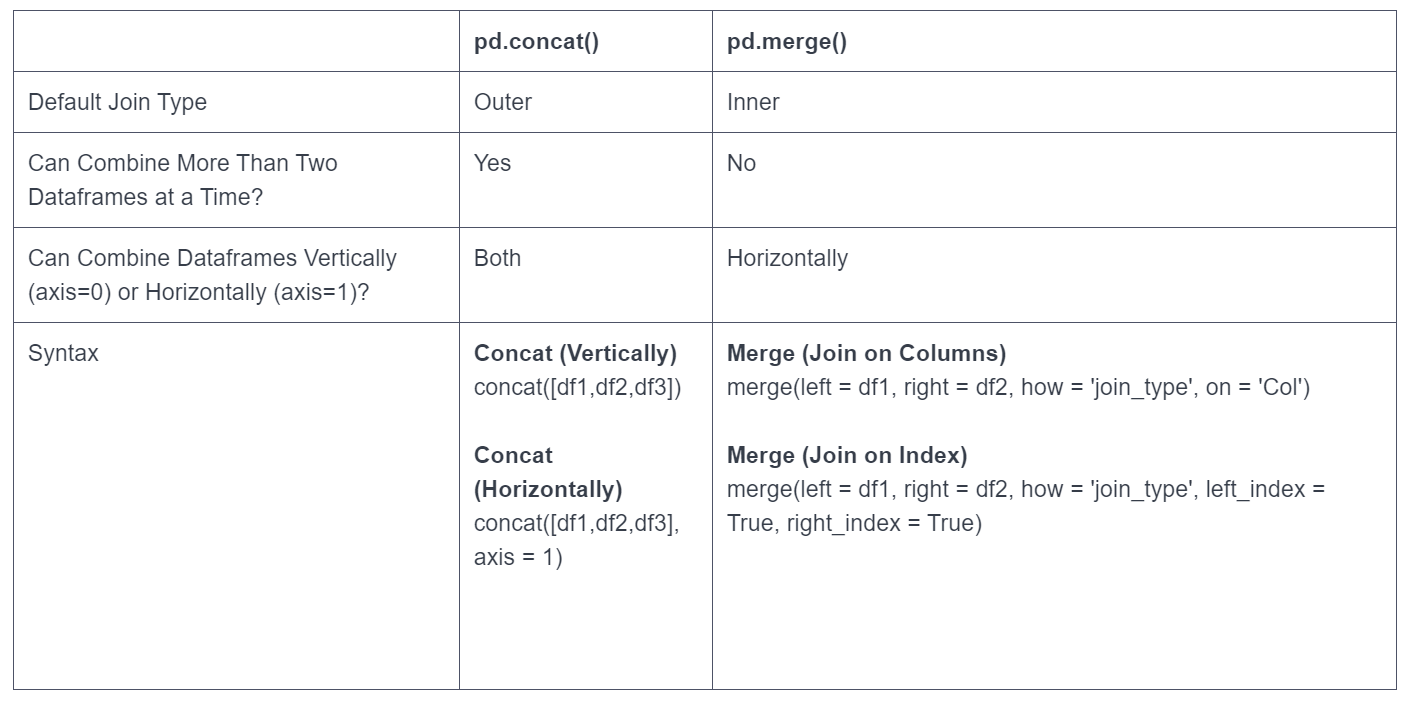 pd.concat()
pd.merge()
Default Join Type
Outer
Inner
Can Combine More Than Two
Dataframes at a Time?
Yes
No
Can Combine Dataframes Vertically
(axis=0) or Horizontally (axis=1)?
Both
Horizontally
Syntax
Concat (Vertically)
concat([df1,df2,df3])
Concat
(Horizontally)
concat([df1,df2,df3],
axis = 1)
Merge (Join on Columns)
merge(left = df1, right = df2, how = 'join_type', on = 'Col')
Merge (Join on Index)
merge(left = df1, right = df2, how = 'join_type', left_index =
True, right_index = True)